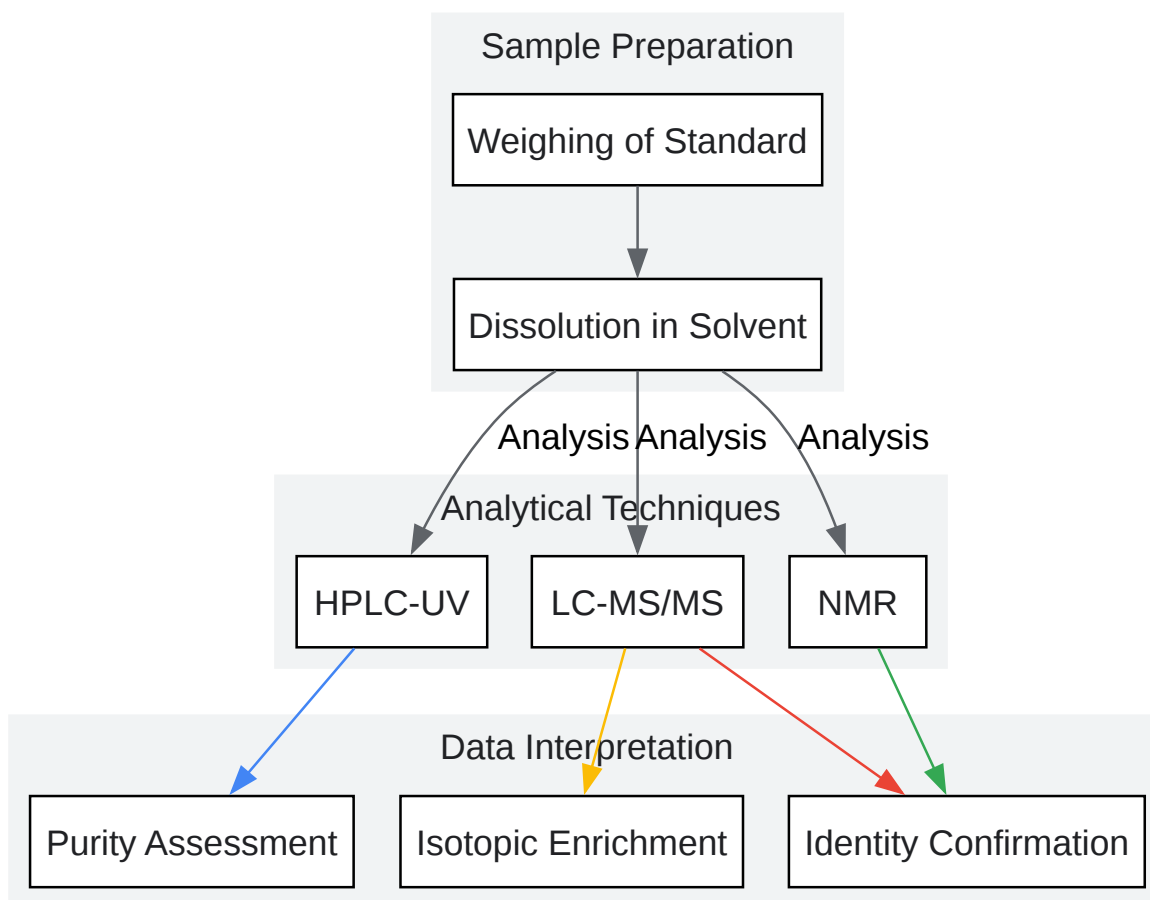 Sample Preparation
Weighing of Standard
Dissolution in Solvent
Analysis Analysis Analysis
Analytical Techniques
HPLC-UV LC-MS/MS NMR
Data Interpretation
Purity Assessment Isotopic Enrichment Identity Confirmation